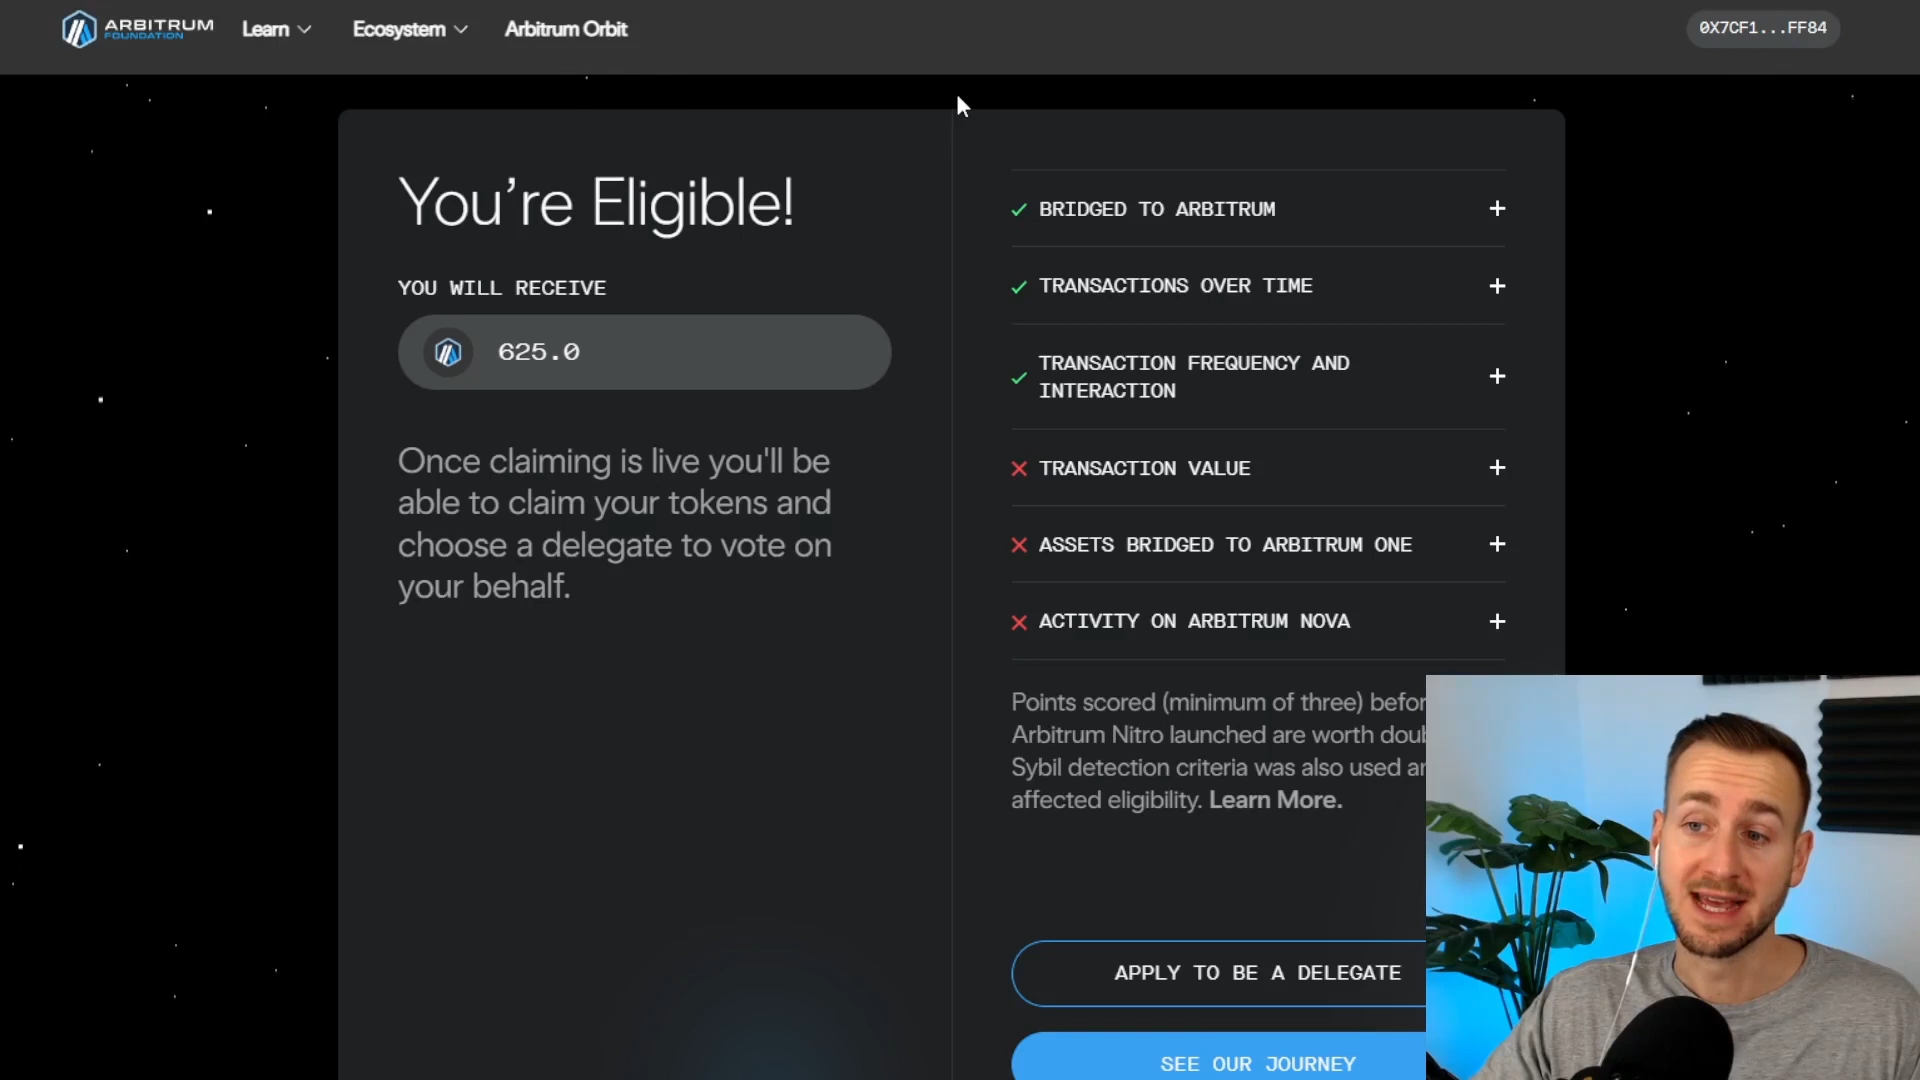 ARBITRUM
FOUNDATION
Learn
Ecosystem
Arbitrum Orbit
0X7CF1...FF84
You’re Eligible!
YOU WILL RECEIVE
625.0
Once claiming is live you'll be
able to claim your tokens and
choose a delegate to vote on
your behalf.
BRIDGED TO ARBITRUM
TRANSACTIONS OVER TIME
TRANSACTION FREQUENCY AND
INTERACTION
TRANSACTION VALUE
ASSETS BRIDGED TO ARBITRUM ONE
ACTIVITY ON ARBITRUM NOVA
Points scored (minimum of three)
Arbitrum Nitro launched are worth
Sybil detection criteria was also used
affected eligibility. Learn More.
APPLY TO BE A DELEGATE
SEE OUR JOURNEY